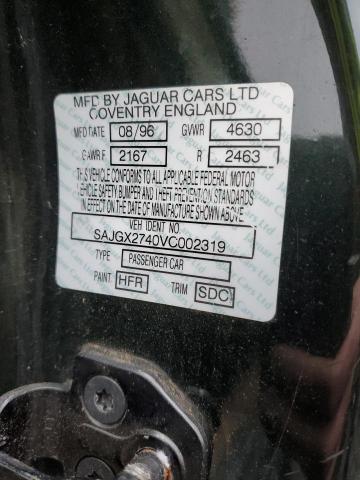 MFD BY JAGUAR CARS LTD
COVENTRY ENGLAND
MFD DATE 08/96 GVWR 4630
GAWR F 2167 R 2463
THIS VEHICLE CONFORMS TO ALL APPLICABLE FEDERAL MOTOR
VEHICLE SAFETY, BUMPER AND THEFT PREVENTION STANDARDS
IN EFFECT ON THE DATE OF MANUFACTURE SHOWN ABOVE.
VEH IDENT NO
SAJGX2740VC002319
TYPE PASSENGER CAR
PAINT HFR TRIM SDC